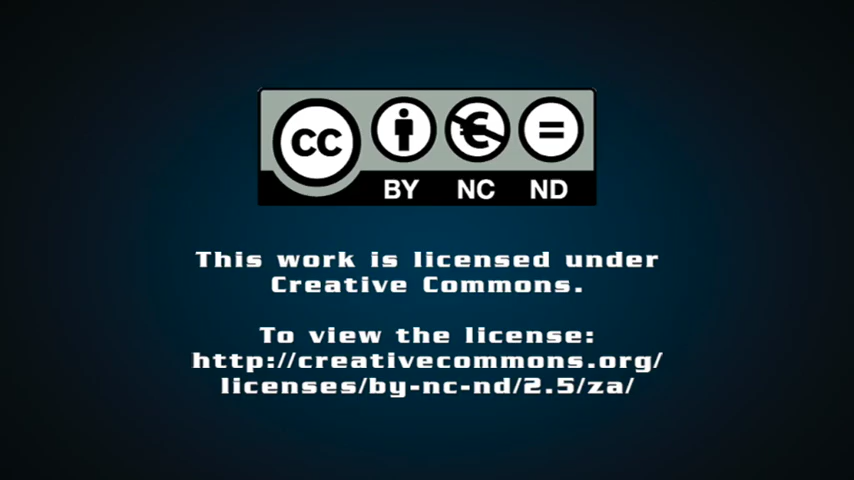 CC
BY NC ND
This work is licensed under
Creative Commons.
To view the license:
http://creativecommons.org/
licenses/by-nc-nd/2.5/za/